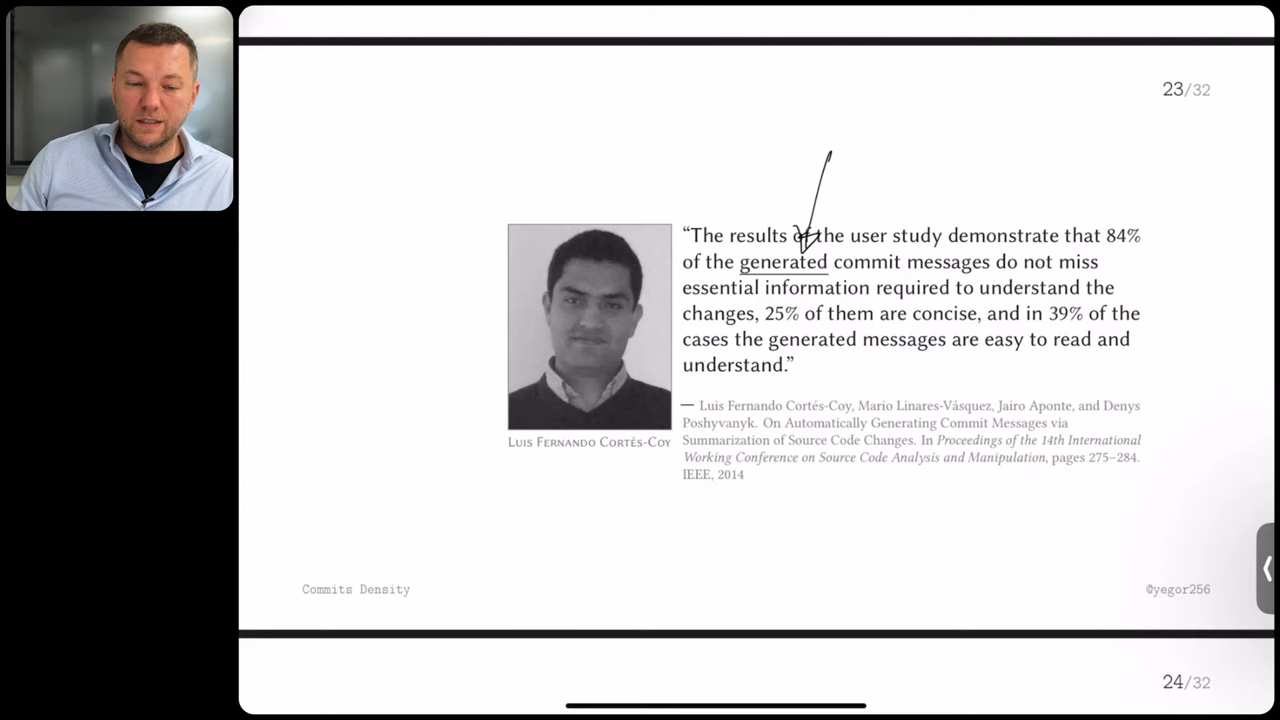 23/32
“The results of the user study demonstrate that 84%
of the generated commit messages do not miss
essential information required to understand the
changes, 25% of them are concise, and in 39% of the
cases the generated messages are easy to read and
understand.”
— Luis Fernando Cortés-Coy, Mario Linares-Vásquez, Jairo Aponte, and Denys
Poshyvanyk. On Automatically Generating Commit Messages via
Summarization of Source Code Changes. In Proceedings of the 14th International
Working Conference on Source Code Analysis and Manipulation, pages 275–284.
IEEE, 2014
Luis Fernando Cortés-Coy
Commits Density
@yegor256
24/32